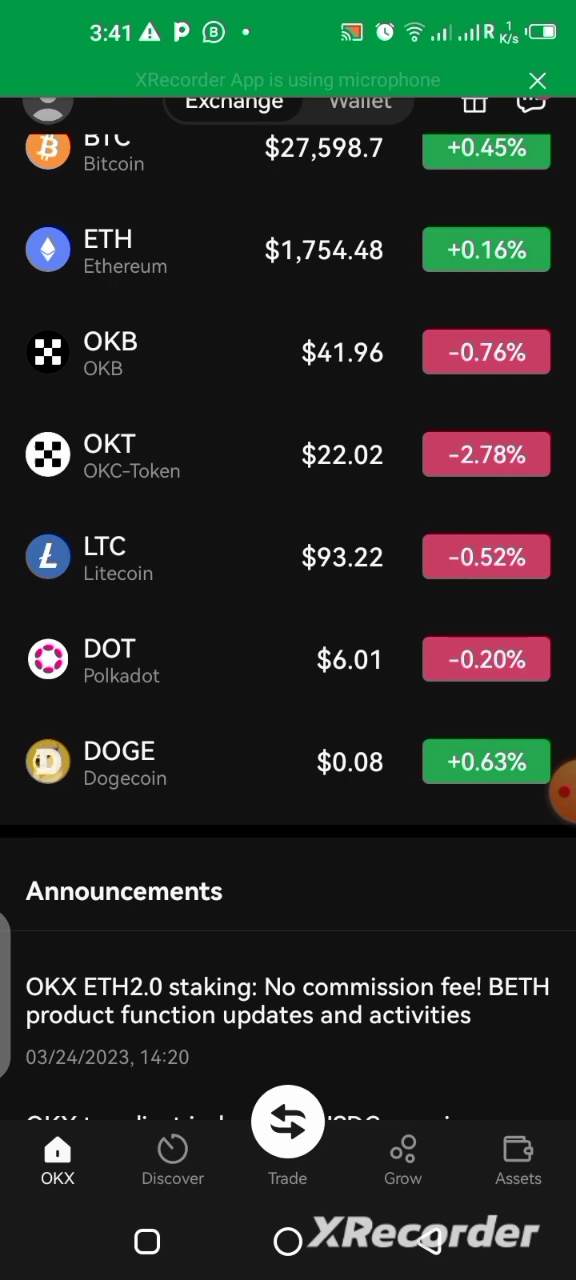 3:41
R 1 K/s
XRecorder App is using microphone
Exchange Wallet
BTC $27,598.7 +0.45%
Bitcoin
ETH $1,754.48 +0.16%
Ethereum
OKB $41.96 -0.76%
OKB
OKT $22.02 -2.78%
OKC-Token
LTC $93.22 -0.52%
Litecoin
DOT $6.01 -0.20%
Polkadot
DOGE $0.08 +0.63%
Dogecoin
Announcements
OKX ETH2.0 staking: No commission fee! BETH
product function updates and activities
03/24/2023, 14:20
OKX Discover Trade Grow Assets
XRecorder